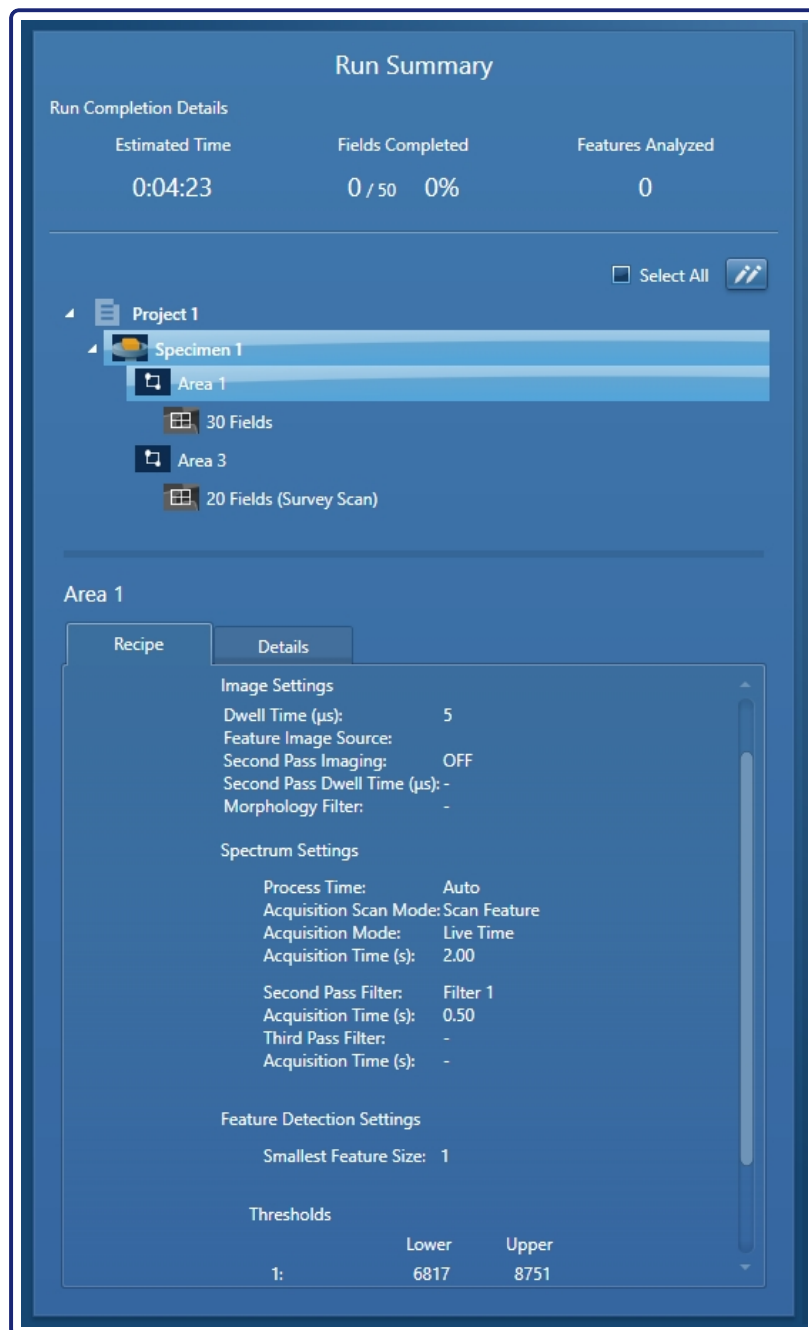 Run Summary
Run Completion Details
Estimated Time Fields Completed Features Analyzed
0:04:23 0 / 50 0% 0
Select All
Project 1
Specimen 1
Area 1
30 Fields
Area 3
20 Fields (Survey Scan)
Area 1
Recipe Details
Image Settings
Dwell Time (µs): 5
Feature Image Source:
Second Pass Imaging: OFF
Second Pass Dwell Time (µs): -
Morphology Filter: -
Spectrum Settings
Process Time: Auto
Acquisition Scan Mode: Scan Feature
Acquisition Mode: Live Time
Acquisition Time (s): 2.00
Second Pass Filter: Filter 1
Acquisition Time (s): 0.50
Third Pass Filter: -
Acquisition Time (s): -
Feature Detection Settings
Smallest Feature Size: 1
Thresholds
Lower Upper
1: 6817 8751